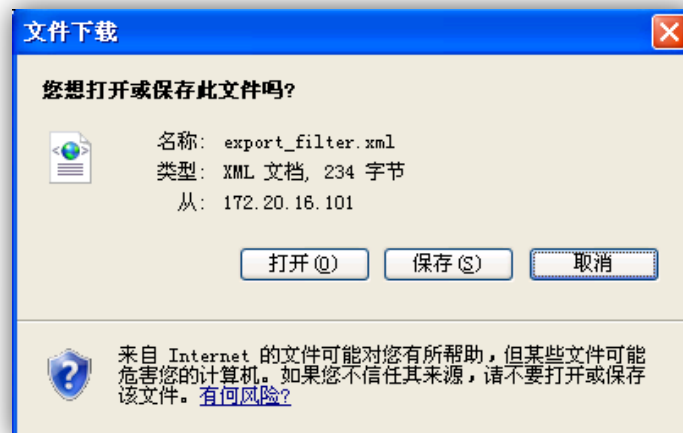 文件下载
您想打开或保存此文件吗?
名称: export_filter.xml
类型: XML 文档, 234 字节
从: 172.20.16.101
打开(O) 保存(S) 取消
来自 Internet 的文件可能对您有所帮助，但某些文件可能
危害您的计算机。如果您不信任其来源，请不要打开或保存
该文件。有何风险?